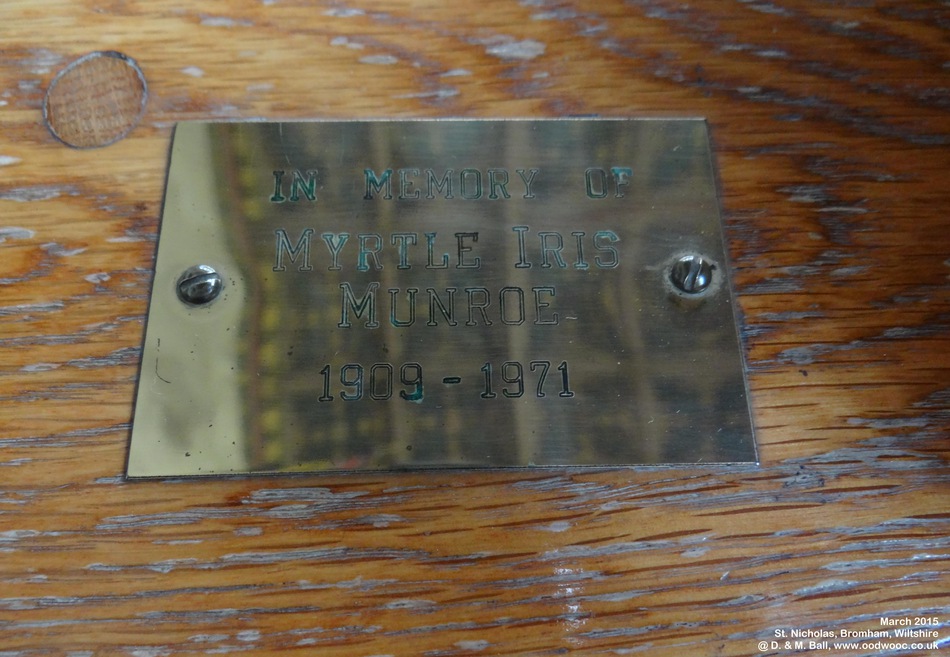 IN MEMORY OF
MYRTLE IRIS
MUNROE
1909 - 1971
March 2015
St. Nicholas, Bromham, Wiltshire
@ D. & M. Ball, www.oodwooc.co.uk